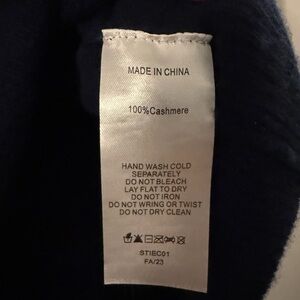 MADE IN CHINA
100%Cashmere
HAND WASH COLD
SEPARATELY
DO NOT BLEACH
LAY FLAT TO DRY
DO NOT IRON
DO NOT WRING OR TWIST
DO NOT DRY CLEAN
STIEC01
FA/23